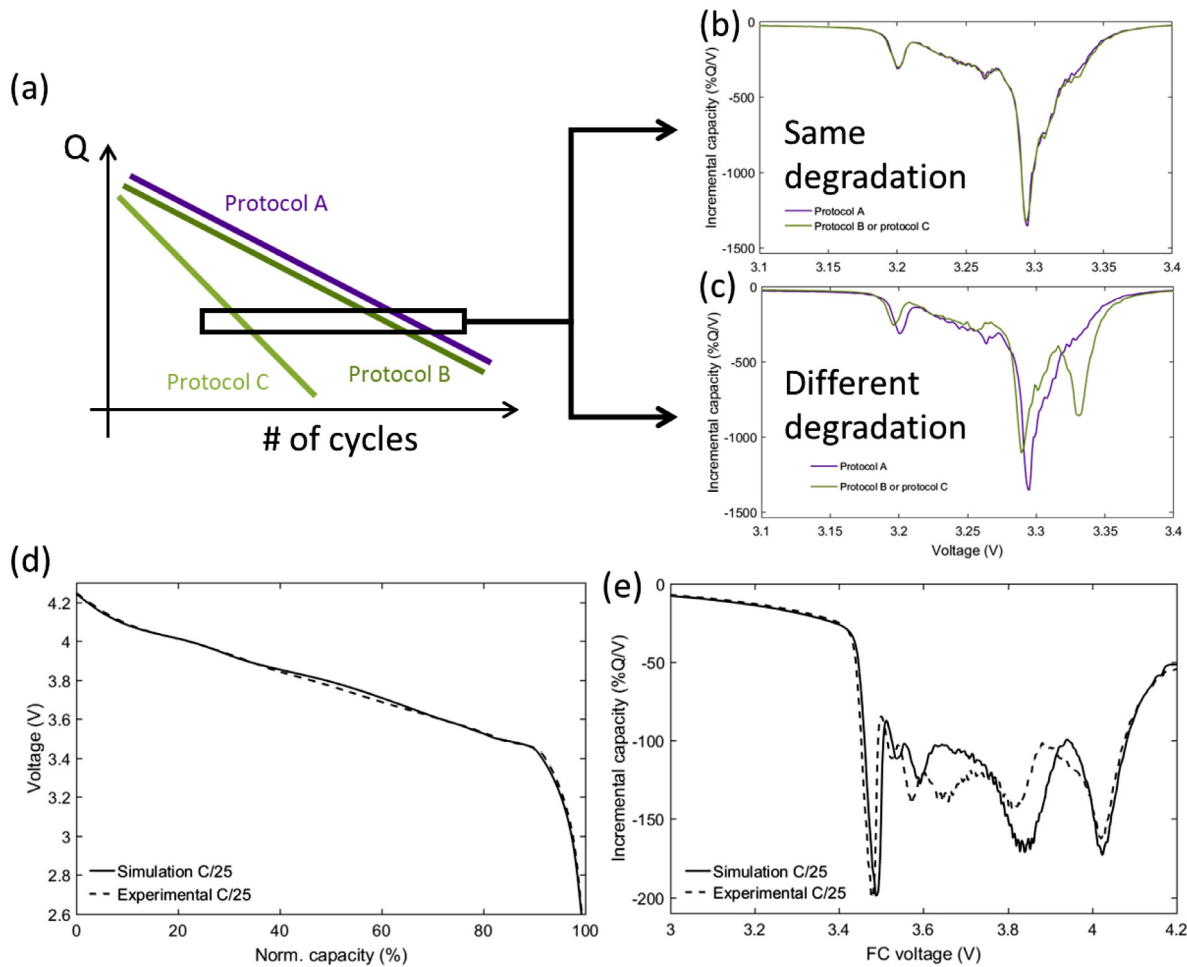 (a)
Q
Protocol A
Protocol C
Protocol B
# of cycles
(b)
Incremental capacity (%Q/V)
0
-500
-1000
-1500
Same
degradation
Protocol A
Protocol B or protocol C
3.1
3.15
3.2
3.25
3.3
3.35
3.4
(c)
Incremental capacity (%Q/V)
0
-500
-1000
-1500
Different
degradation
Protocol A
Protocol B or protocol C
3.1
3.15
3.2
3.25
3.3
3.35
3.4
Voltage (V)
(d)
Voltage (V)
4.2
4
3.8
3.6
3.4
3.2
3
2.8
2.6
Simulation C/25
Experimental C/25
0
20
40
60
80
100
Norm. capacity (%)
(e)
Incremental capacity (%Q/V)
0
-50
-100
-150
-200
Simulation C/25
Experimental C/25
3
3.2
3.4
3.6
3.8
4
4.2
FC voltage (V)